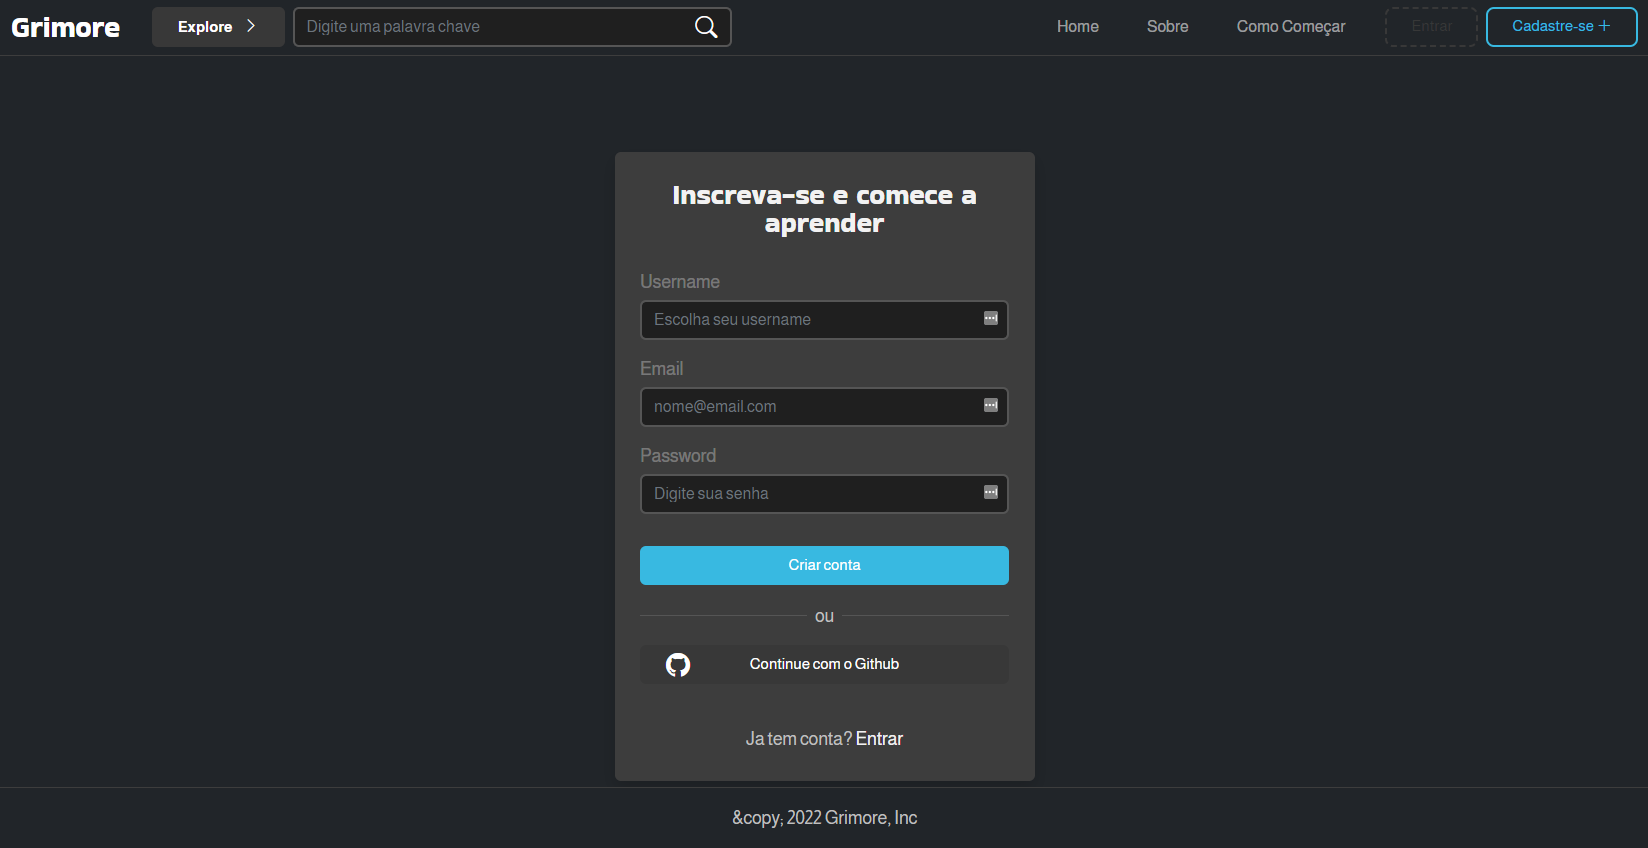 Grimore
Explore
Digite uma palavra chave
Home
Sobre
Como Começar
Entrar
Cadastre-se +
Inscreva-se e comece a
aprender
Username
Escolha seu username
Email
nome@email.com
Password
Digite sua senha
Criar conta
ou
Continue com o Github
Ja tem conta? Entrar
&copy; 2022 Grimore, Inc